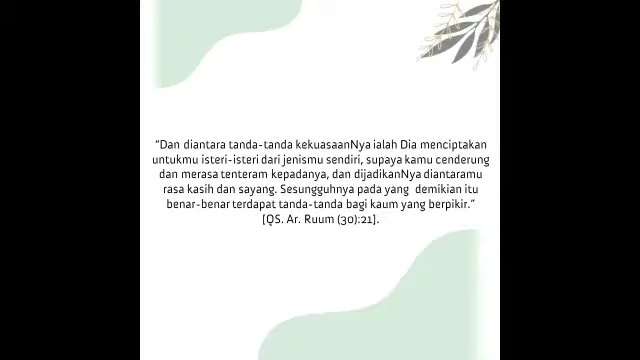 “Dan diantara tanda-tanda kekuasaanNya ialah Dia menciptakan
untukmu isteri-isteri dari jenismu sendiri, supaya kamu cenderung
dan merasa tenteram kepadanya, dan dijadikanNya diantaramu
rasa kasih dan sayang. Sesungguhnya pada yang demikian itu
benar-benar terdapat tanda-tanda bagi kaum yang berpikir.”
[QS. Ar. Ruum (30):21].